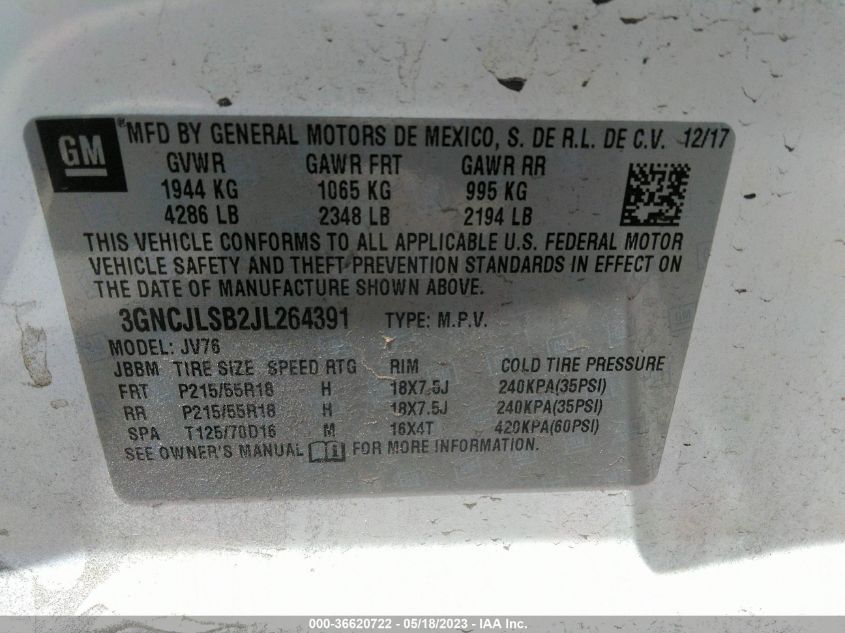 GM ® MFD BY GENERAL MOTORS DE MEXICO, S. DE R.L. DE C.V. 12/17
GVWR GAWR FRT GAWR RR
1944 KG 1065 KG 995 KG
4286 LB 2348 LB 2194 LB
THIS VEHICLE CONFORMS TO ALL APPLICABLE U.S. FEDERAL MOTOR
VEHICLE SAFETY AND THEFT PREVENTION STANDARDS IN EFFECT ON
THE DATE OF MANUFACTURE SHOWN ABOVE.
3GNCJLSB2JL264391 TYPE: M.P.V.
MODEL: JV76
JBBM TIRE SIZE SPEED RTG RIM COLD TIRE PRESSURE
FRT P215/55R18 H 18X7.5J 240KPA(35PSI)
RR P215/55R18 H 18X7.5J 240KPA(35PSI)
SPA T125/70D16 M 16X4T 420KPA(60PSI)
SEE OWNER'S MANUAL FOR MORE INFORMATION.
000-36620722 - 05/18/2023 - IAA Inc.